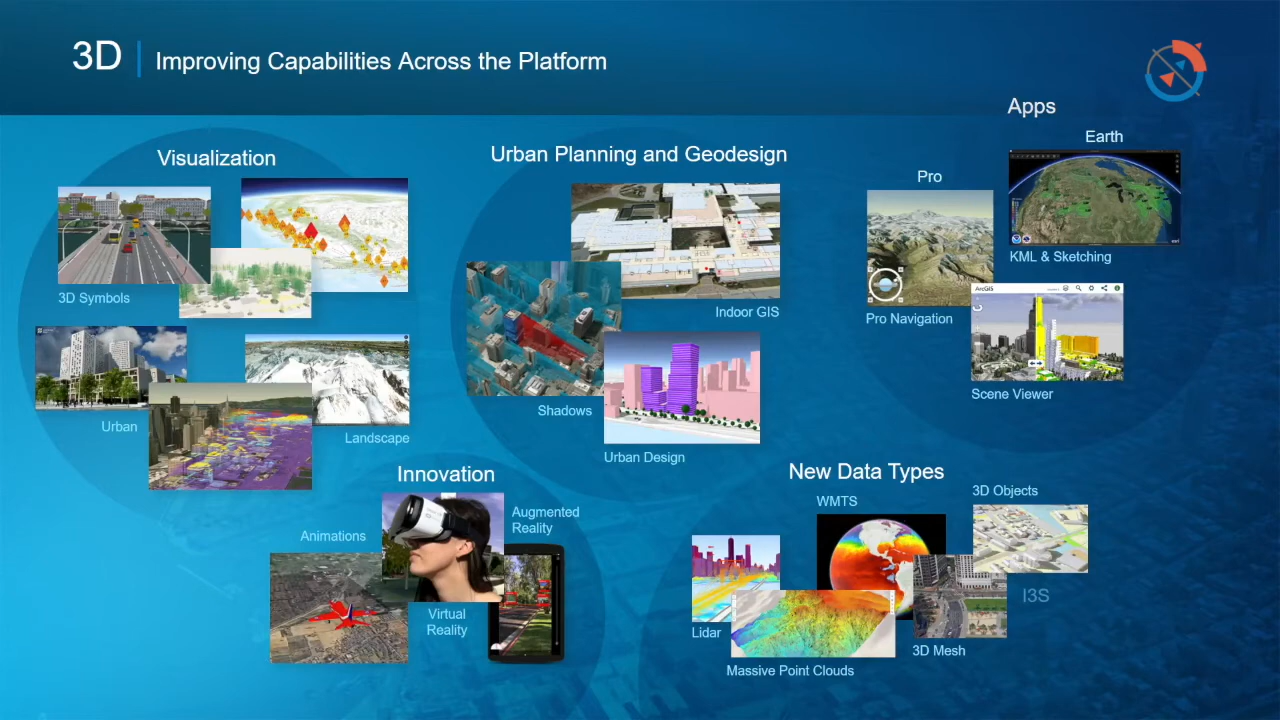 3D
Improving Capabilities Across the Platform
Visualization
3D Symbols
Urban
Landscape
Urban Planning and Geodesign
Indoor GIS
Shadows
Urban Design
Apps
Earth
Pro
KML & Sketching
Pro Navigation
ArcGIS
Scene Viewer
Innovation
Animations
Augmented
Reality
Virtual
Reality
New Data Types
WMTS
3D Objects
I3S
Lidar
3D Mesh
Massive Point Clouds